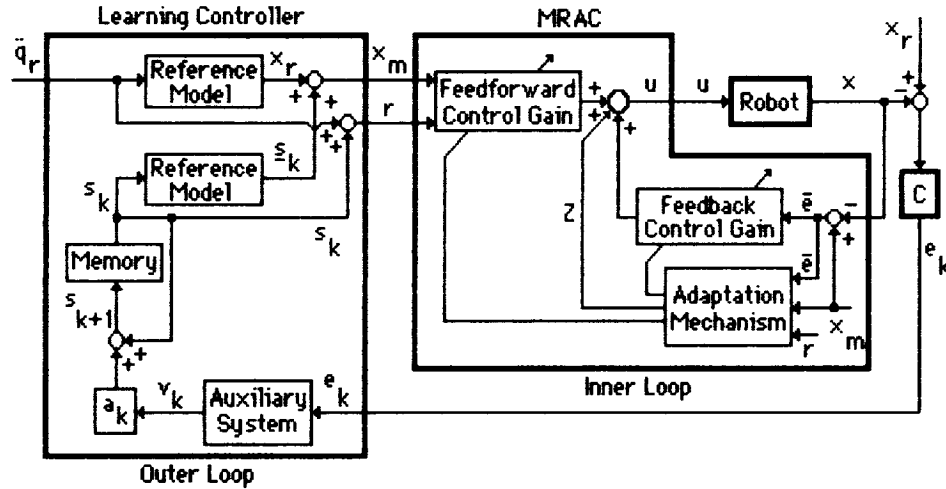 Learning Controller
MRAC
q̈r
Reference
Model
xr
+
+
xm
Feedforward
Control Gain
+
+
+
u
u
Robot
x
xr
+
-
+
+
r
Reference
Model
s̲k
sk
sk
Z
Feedback
Control Gain
ē
-
+
C
ek
Memory
ē
Adaptation
Mechanism
xm
r
sk+1
+
+
ak
vk
Auxiliary
System
ek
Inner Loop
Outer Loop